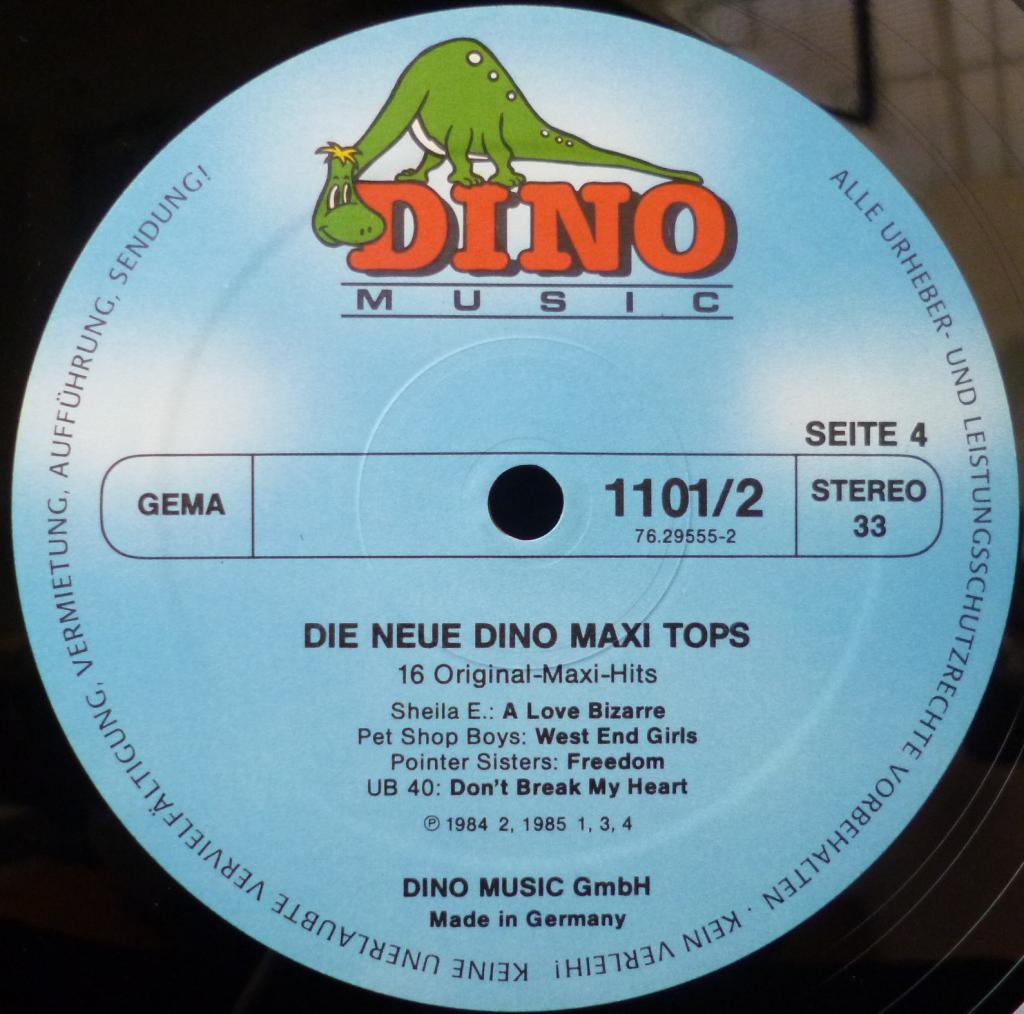 DINO
MUSIC
SEITE 4
GEMA
1101/2
76.29555-2
STEREO
33
DIE NEUE DINO MAXI TOPS
16 Original-Maxi-Hits
Sheila E.: A Love Bizarre
Pet Shop Boys: West End Girls
Pointer Sisters: Freedom
UB 40: Don't Break My Heart
℗ 1984 2, 1985 1, 3, 4
DINO MUSIC GmbH
Made in Germany
ALLE URHEBER- UND LEISTUNGSSCHUTZRECHTE VORBEHALTEN · KEIN VERLEIH! KEINE UNERLAUBTE VERVIELFÄLTIGUNG, VERMIETUNG, AUFFÜHRUNG, SENDUNG!